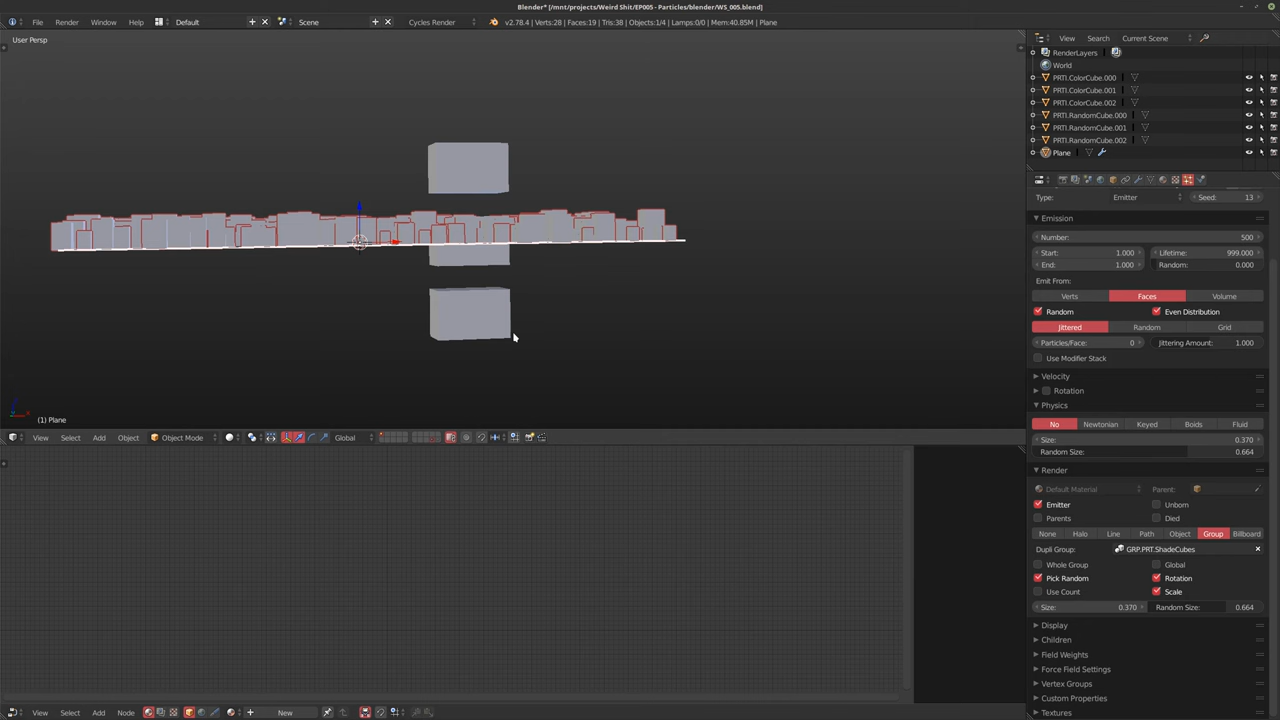 Blender* [/mnt/projects/Weird Shit/EP005 - Particles/blender/WS_005.blend]
File Render Window Help Default Scene Cycles Render v2.78.4 | Verts:28 | Faces:19 | Tris:38 | Objects:1/4 | Lamps:0/0 | Mem:40.85M | Plane
User Persp
View Search Current Scene
RenderLayers
World
PRTI.ColorCube.000
PRTI.ColorCube.001
PRTI.ColorCube.002
PRTI.RandomCube.000
PRTI.RandomCube.001
PRTI.RandomCube.002
Plane
Type: Emitter Seed: 13
Emission
Number: 500
Start: 1.000 Lifetime: 999.000
End: 1.000 Random: 0.000
Emit From:
Verts Faces Volume
Random Even Distribution
Jittered Random Grid
Particles/Face: 0 Jittering Amount: 1.000
Use Modifier Stack
Velocity
Rotation
Physics
No Newtonian Keyed Boids Fluid
Size: 0.370
Random Size: 0.664
Render
Default Material Parent:
Emitter Unborn
Parents Died
None Halo Line Path Object Group Billboard
Dupli Group: GRP.PRT.ShadeCubes
Whole Group Global
Pick Random Rotation
Use Count Scale
Size: 0.370 Random Size: 0.664
Display
Children
Field Weights
Force Field Settings
Vertex Groups
Custom Properties
Textures
(1) Plane
View Select Add Object Object Mode Global
View Select Add Node New